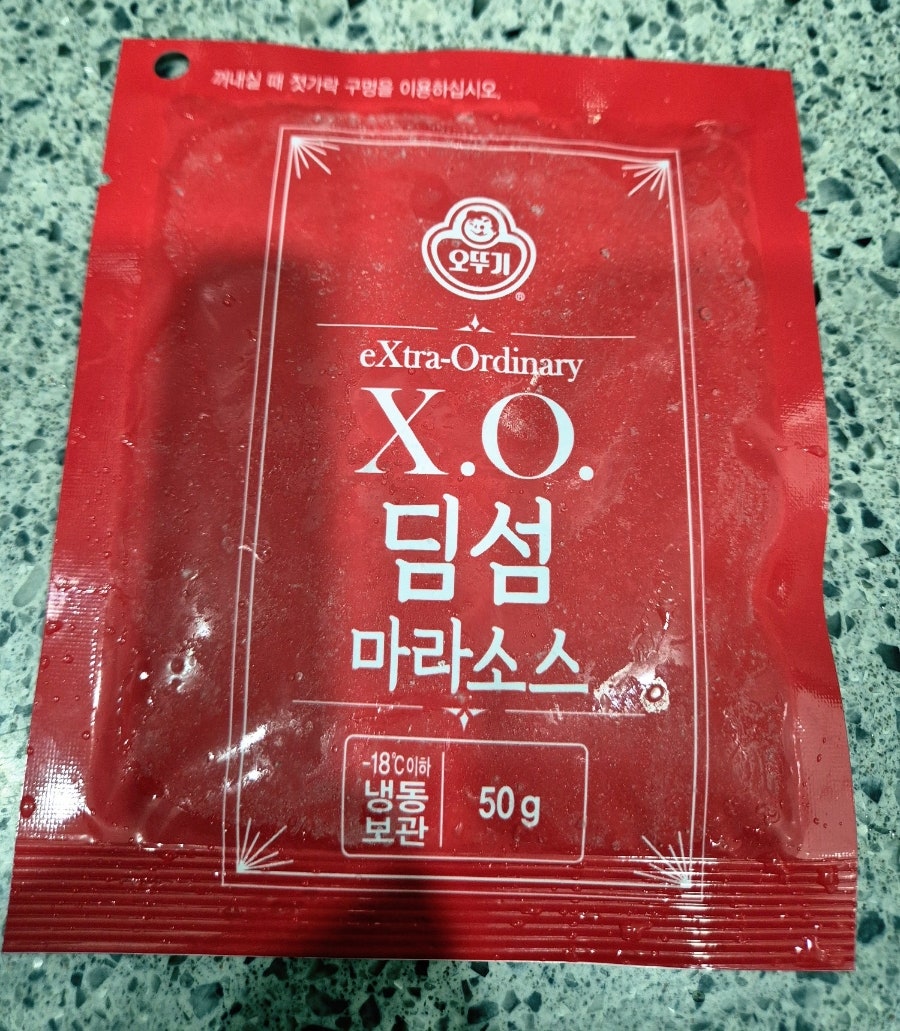 꺼내실 때 젓가락 구멍을 이용하십시오.
오뚜기
®
eXtra-Ordinary
X.O.
딤섬
마라소스
-18℃이하
냉동
보관
50 g